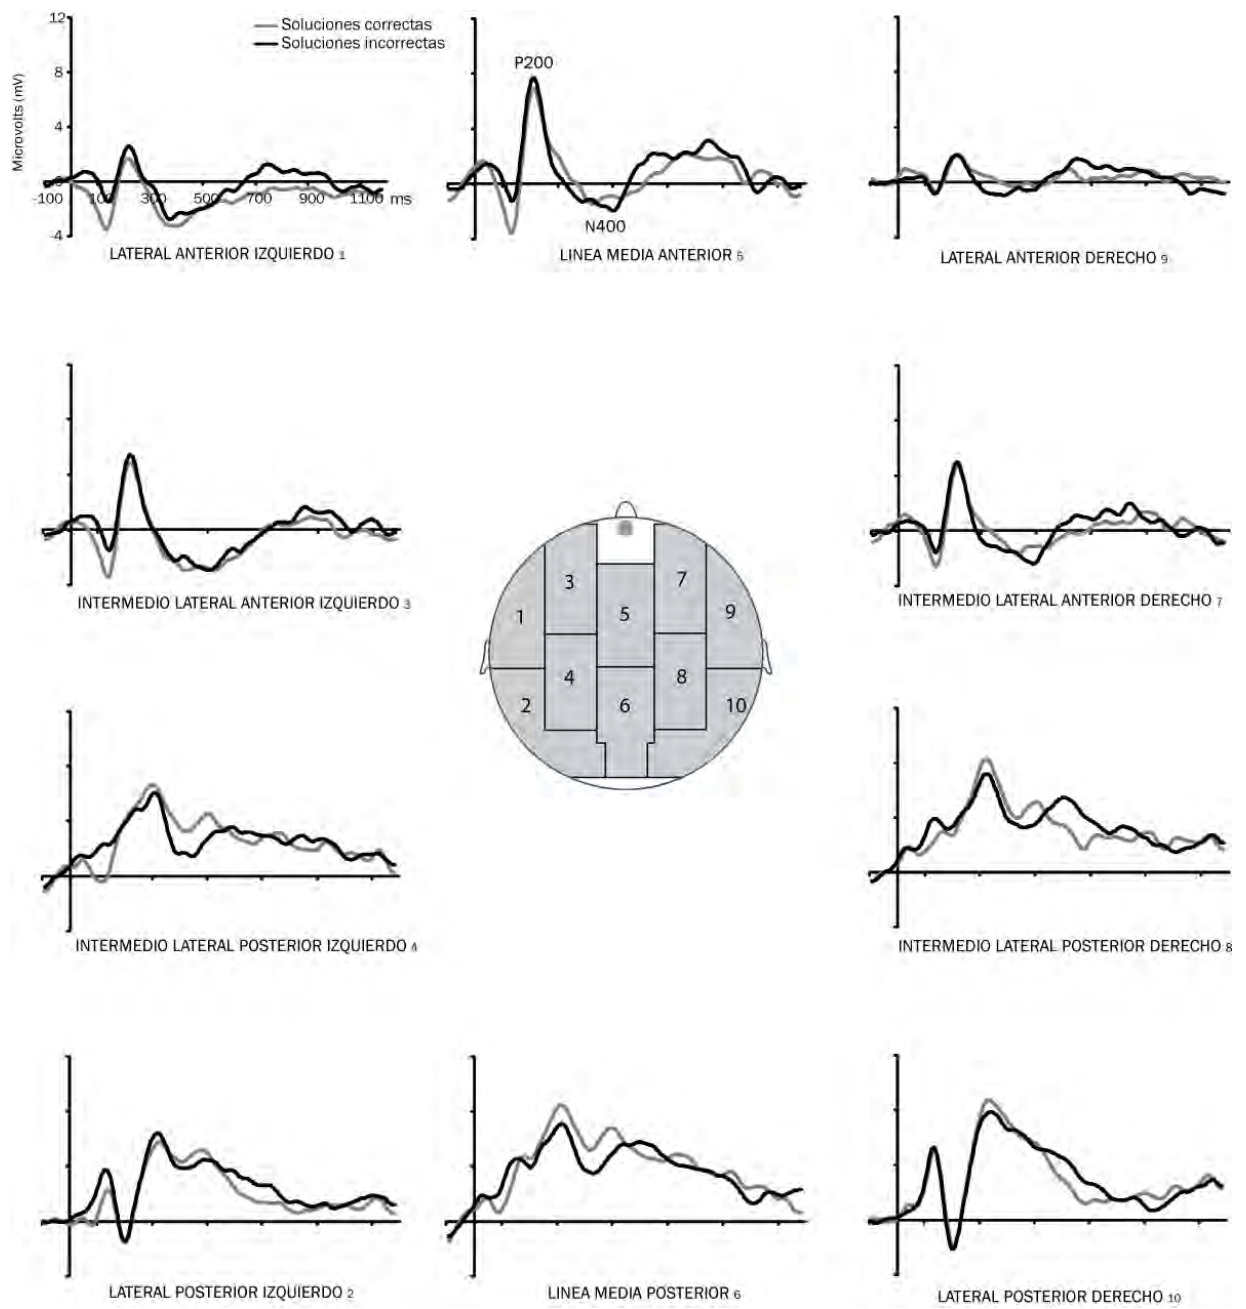 12
8
4
0
-4
Microvolts (mV)
Soluciones correctas
Soluciones incorrectas
-100 100 300 500 700 900 1100 ms
P200
N400
LATERAL ANTERIOR IZQUIERDO 1
LINEA MEDIA ANTERIOR 5
LATERAL ANTERIOR DERECHO 9
INTERMEDIO LATERAL ANTERIOR IZQUIERDO 3
INTERMEDIO LATERAL ANTERIOR DERECHO 7
1
3
5
7
9
2
4
6
8
10
INTERMEDIO LATERAL POSTERIOR IZQUIERDO 4
INTERMEDIO LATERAL POSTERIOR DERECHO 8
LATERAL POSTERIOR IZQUIERDO 2
LINEA MEDIA POSTERIOR 6
LATERAL POSTERIOR DERECHO 10